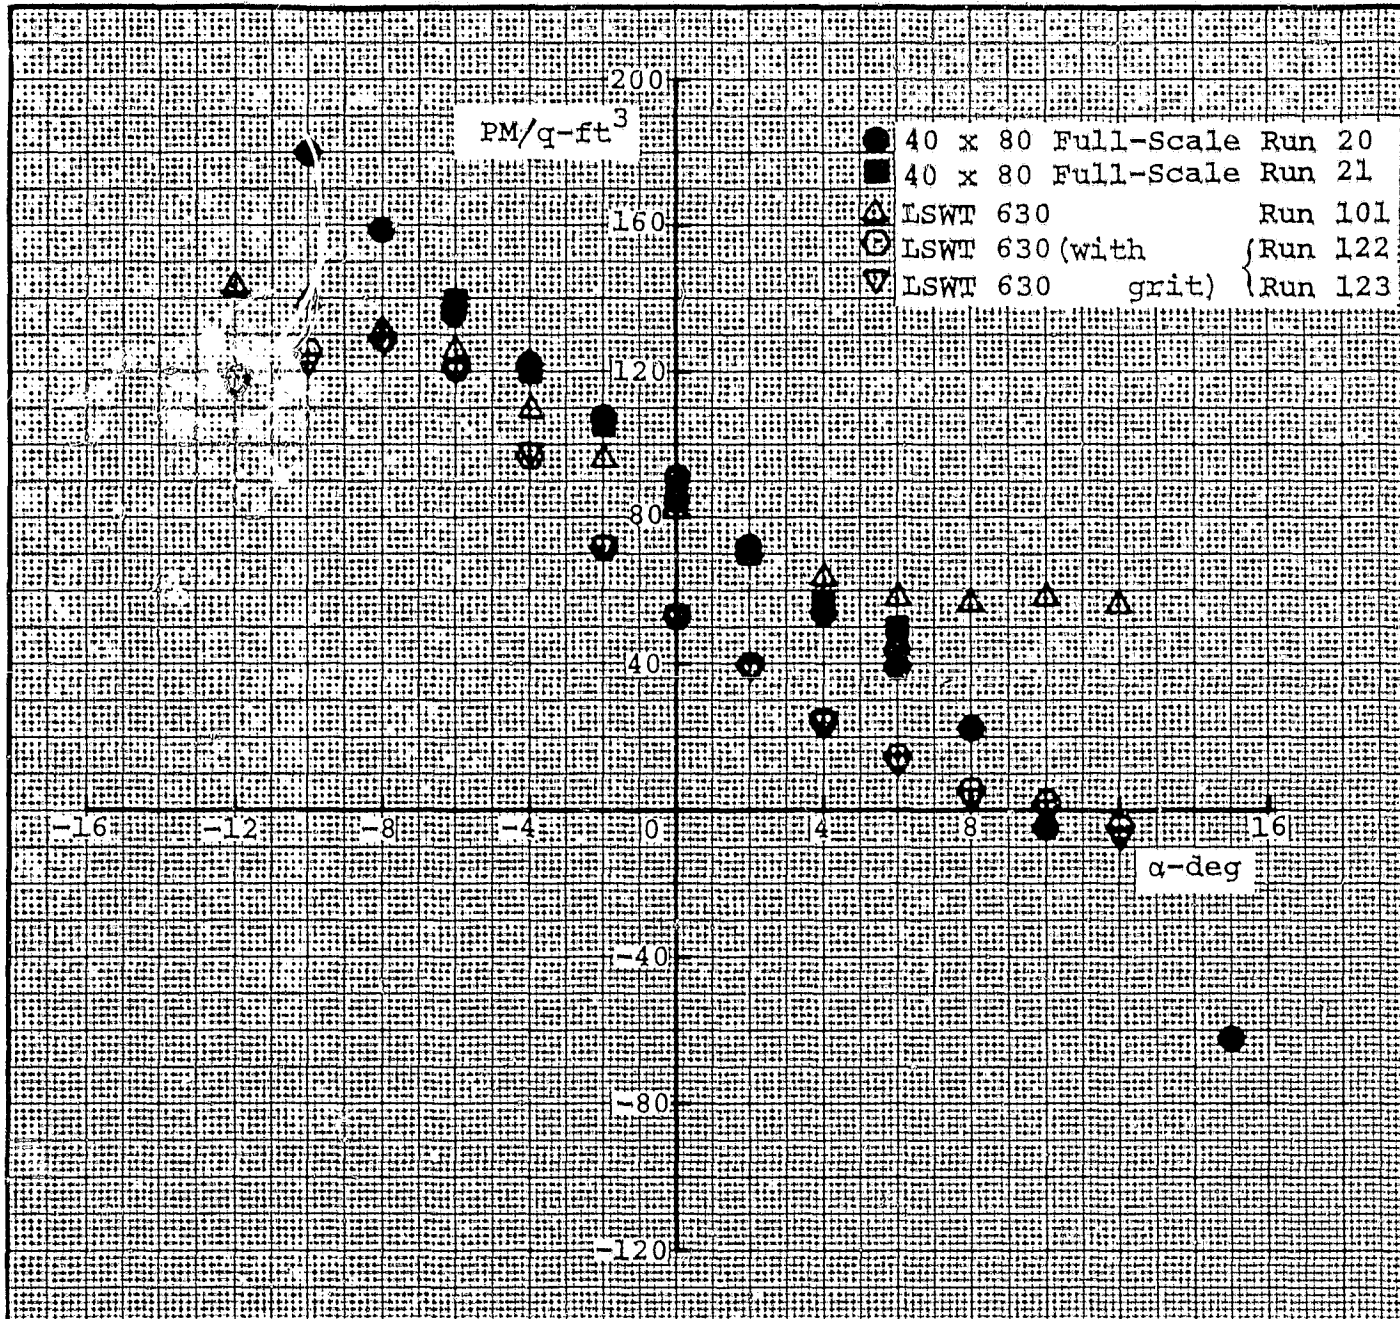 200
PM/q-ft³
40 x 80 Full-Scale Run 20
40 x 80 Full-Scale Run 21
LSWT 630 Run 101
LSWT 630 (with { Run 122
LSWT 630 grit) Run 123
160
120
80
40
-16 -12 -8 -4 0 4 8 16
α-deg
-40
-80
-120